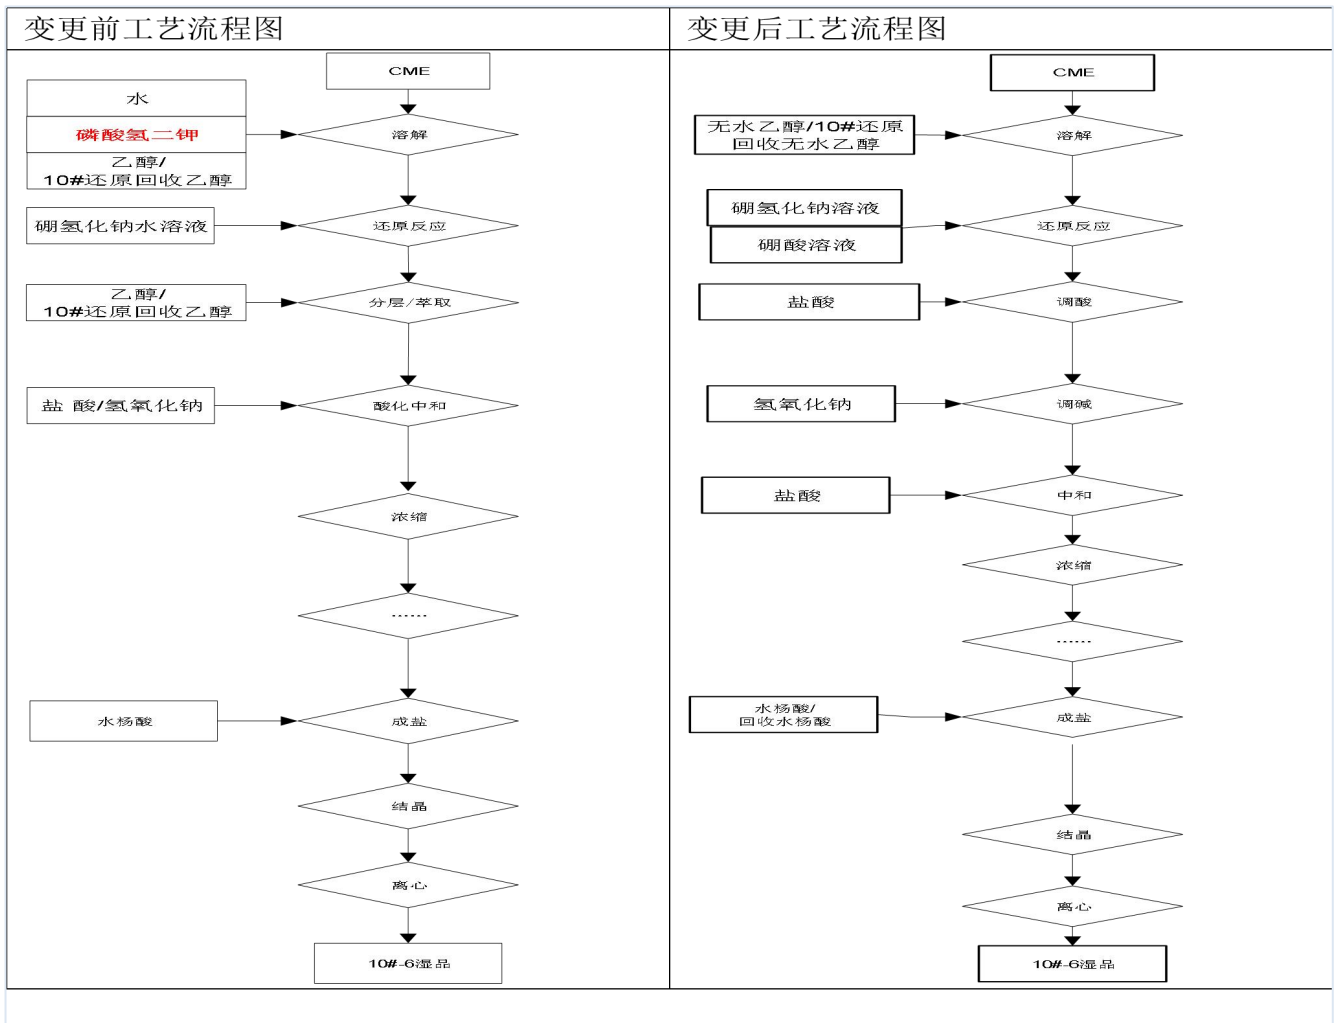 变更前工艺流程图
CME
水
磷酸氢二钾
乙醇/
10#还原回收乙醇
溶解
硼氢化钠水溶液
还原反应
乙醇/
10#还原回收乙醇
分层/萃取
盐 酸/氢氧化钠
酸化中和
浓缩
……
水杨酸
成盐
结晶
离心
10#-6湿品
变更后工艺流程图
CME
无水乙醇/10#还原
回收无水乙醇
溶解
硼氢化钠溶液
硼酸溶液
还原反应
盐酸
调酸
氢氧化钠
调碱
盐酸
中和
浓缩
……
水杨酸/
回收水杨酸
成盐
结晶
离心
10#-6湿品